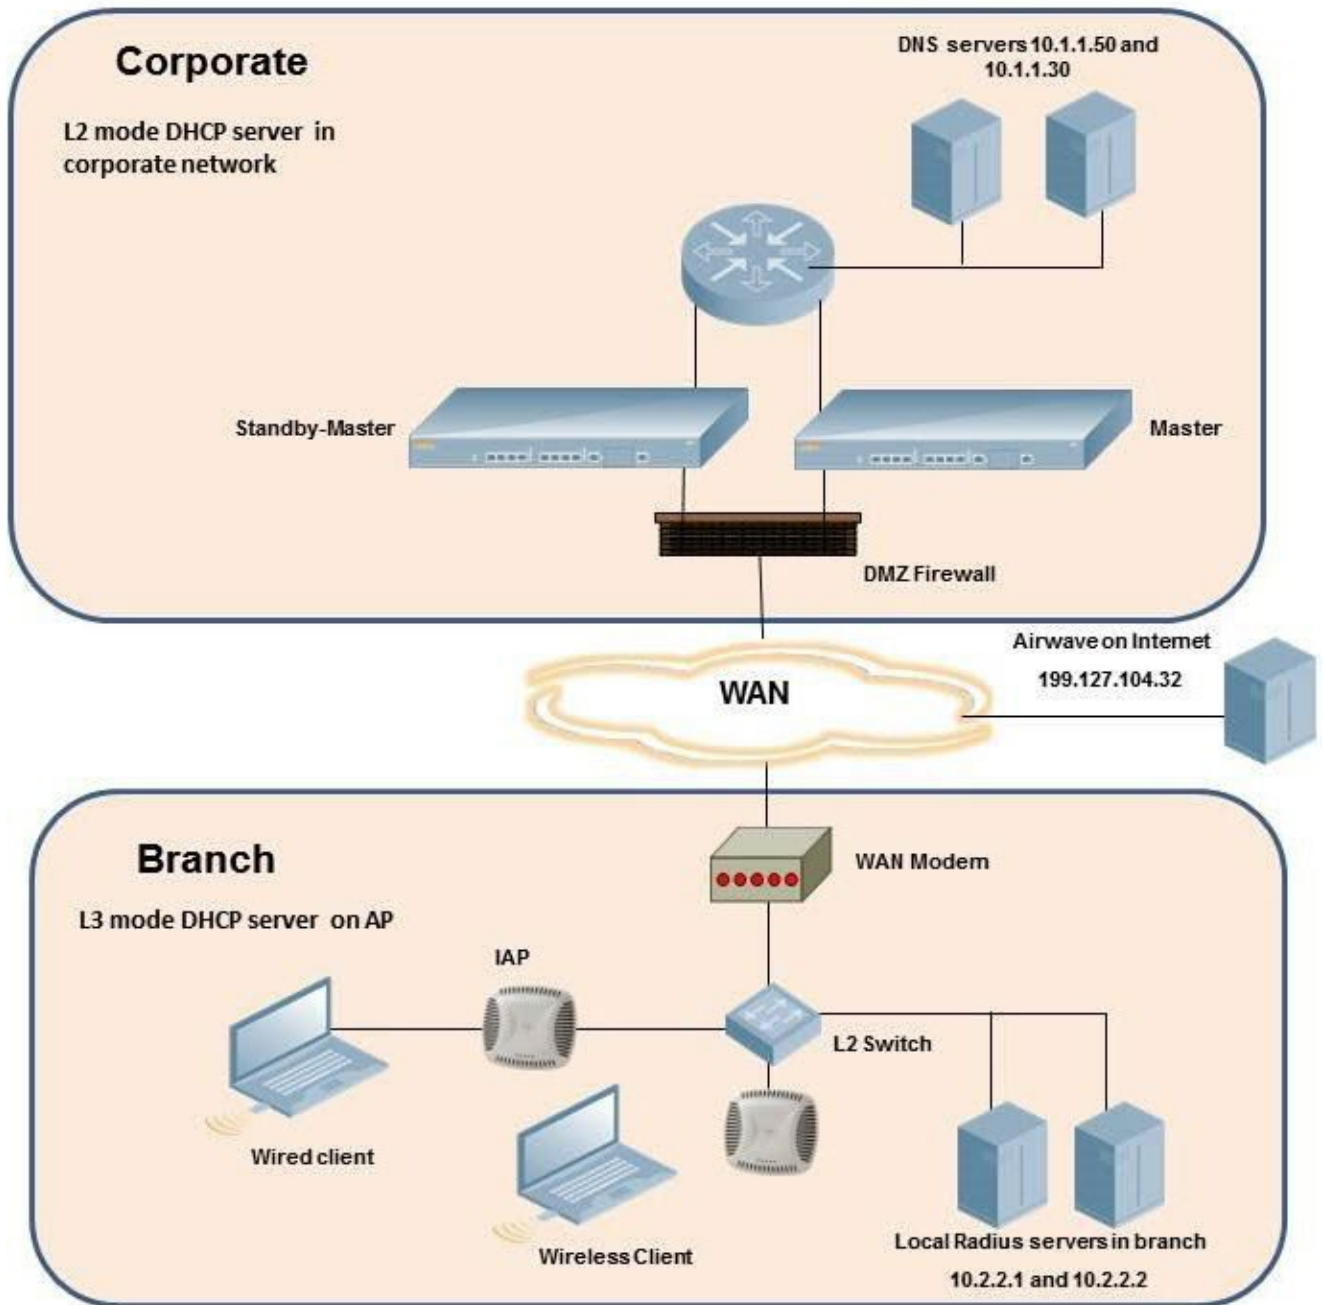 Corporate
DNS servers 10.1.1.50 and
10.1.1.30
L2 mode DHCP server in
corporate network
Standby-Master
Master
DMZ Firewall
Airwave on Internet
199.127.104.32
WAN
Branch
WAN Modem
L3 mode DHCP server on AP
IAP
L2 Switch
Wired client
Wireless Client
Local Radius servers in branch
10.2.2.1 and 10.2.2.2